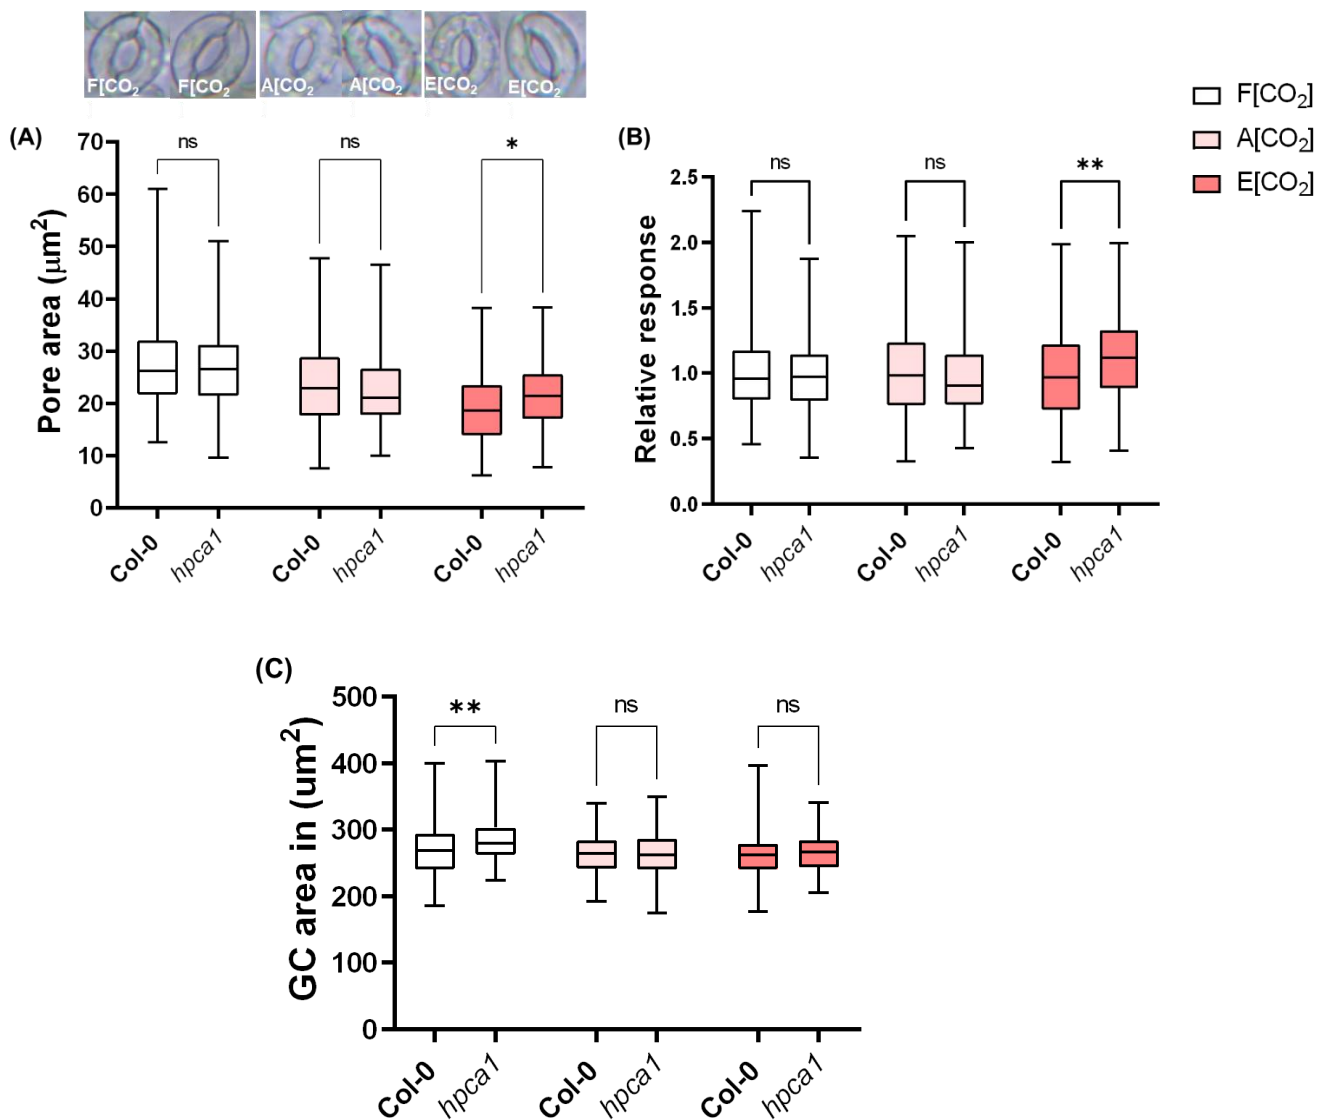 F[CO₂ F[CO₂ A[CO₂ A[CO₂ E[CO₂ E[CO₂
F[CO₂]
A[CO₂]
E[CO₂]
(A)
Pore area (μm²)
70
60
50
40
30
20
10
0
ns
ns
*
Col-0 hpca1 Col-0 hpca1 Col-0 hpca1
(B)
Relative response
2.5
2.0
1.5
1.0
0.5
0.0
ns
ns
**
Col-0 hpca1 Col-0 hpca1 Col-0 hpca1
(C)
GC area in (um²)
500
400
300
200
100
0
**
ns
ns
Col-0 hpca1 Col-0 hpca1 Col-0 hpca1